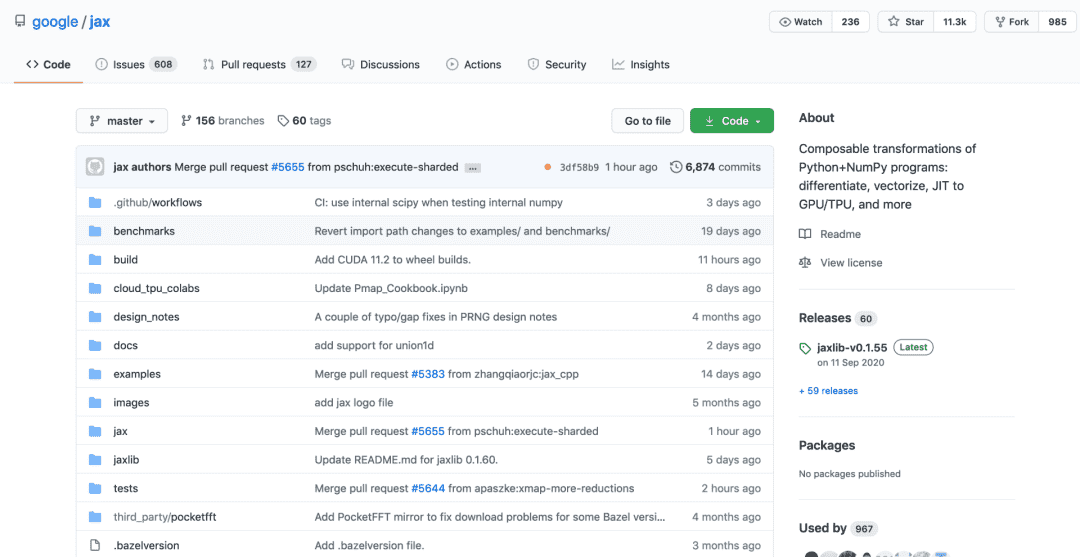 google / jax
Watch 236 Star 11.3k Fork 985
Code Issues 608 Pull requests 127 Discussions Actions Security Insights
master 156 branches 60 tags Go to file Code
jax authors Merge pull request #5655 from pschuh:execute-sharded ... 3df58b9 1 hour ago 6,874 commits
.github/workflows CI: use internal scipy when testing internal numpy 3 days ago
benchmarks Revert import path changes to examples/ and benchmarks/ 19 days ago
build Add CUDA 11.2 to wheel builds. 11 hours ago
cloud_tpu_colabs Update Pmap_Cookbook.ipynb 8 days ago
design_notes A couple of typo/gap fixes in PRNG design notes 4 months ago
docs add support for union1d 2 days ago
examples Merge pull request #5383 from zhangqiaorjc:jax_cpp 14 days ago
images add jax logo file 5 months ago
jax Merge pull request #5655 from pschuh:execute-sharded 1 hour ago
jaxlib Update README.md for jaxlib 0.1.60. 5 days ago
tests Merge pull request #5644 from apaszke:xmap-more-reductions 2 hours ago
third_party/pocketfft Add PocketFFT mirror to fix download problems for some Bazel versi... 4 months ago
.bazelversion Add .bazelversion file. 3 months ago
About
Composable transformations of
Python+NumPy programs:
differentiate, vectorize, JIT to
GPU/TPU, and more
Readme
View license
Releases 60
jaxlib-v0.1.55 Latest
on 11 Sep 2020
+ 59 releases
Packages
No packages published
Used by 967